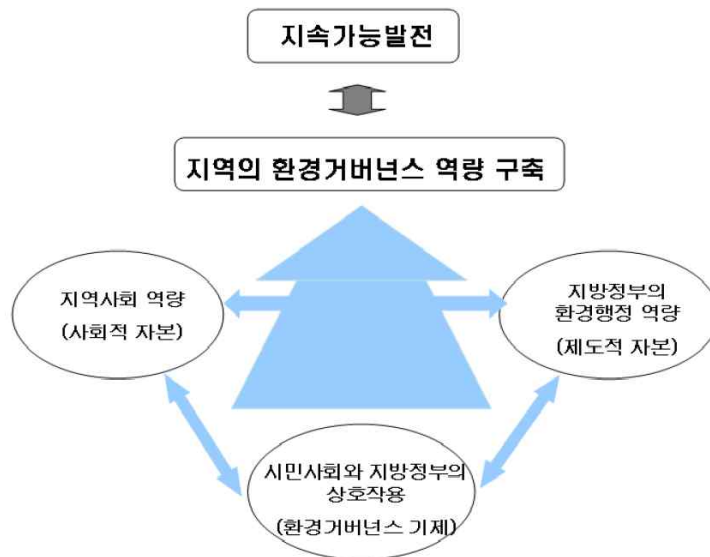 지속가능발전
지역의 환경거버넌스 역량 구축
지역사회 역량
(사회적 자본)
지방정부의
환경행정 역량
(제도적 자본)
시민사회와 지방정부의
상호작용
(환경거버넌스 기제)